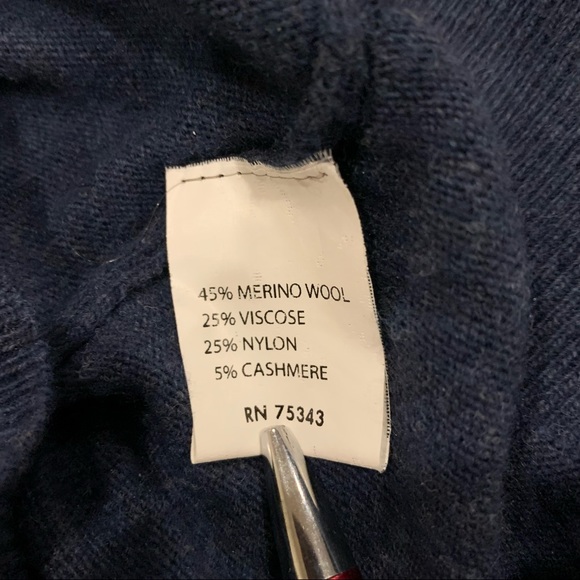 45% MERINO WOOL
25% VISCOSE
25% NYLON
5% CASHMERE
RN 75343